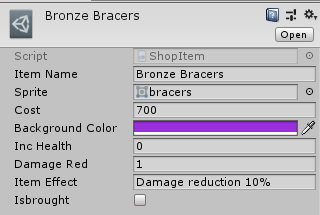 Bronze Bracers
Open
Script ShopItem
Item Name Bronze Bracers
Sprite bracers
Cost 700
Background Color
Inc Health 0
Damage Red 1
Item Effect Damage reduction 10%
Isbrought